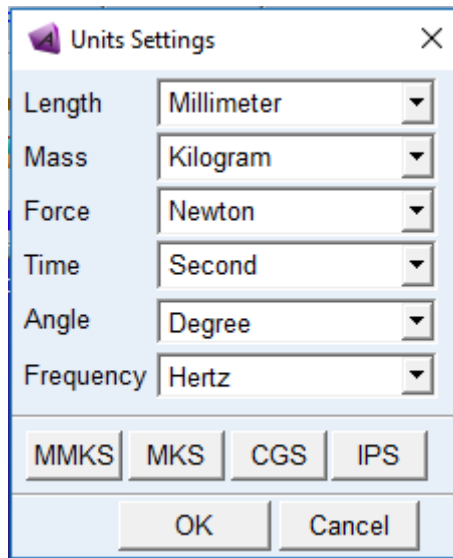 Units Settings
Length Millimeter
Mass Kilogram
Force Newton
Time Second
Angle Degree
Frequency Hertz
MMKS MKS CGS IPS
OK Cancel